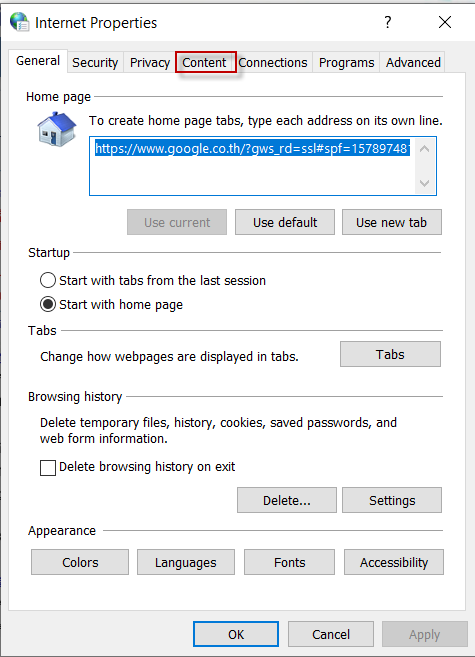 Internet Properties
General Security Privacy Content Connections Programs Advanced
Home page
To create home page tabs, type each address on its own line.
https://www.google.co.th/?gws_rd=ssl#spf=157897481
Use current Use default Use new tab
Startup
Start with tabs from the last session
Start with home page
Tabs
Change how webpages are displayed in tabs. Tabs
Browsing history
Delete temporary files, history, cookies, saved passwords, and
web form information.
Delete browsing history on exit
Delete... Settings
Appearance
Colors Languages Fonts Accessibility
OK Cancel Apply